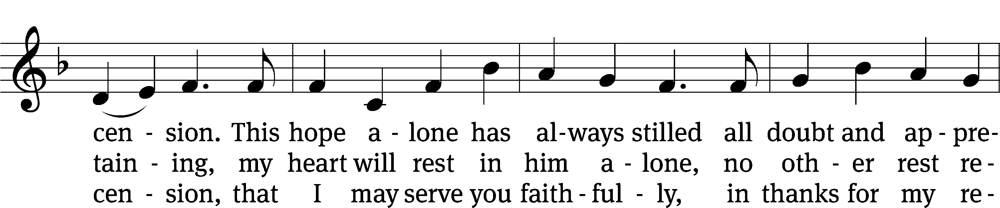 cen - sion. This hope a - lone has al-ways stilled all doubt and ap - pre-
tain - ing, my heart will rest in him a - lone, no oth - er rest re -
cen - sion, that I may serve you faith - ful - ly, in thanks for my re -